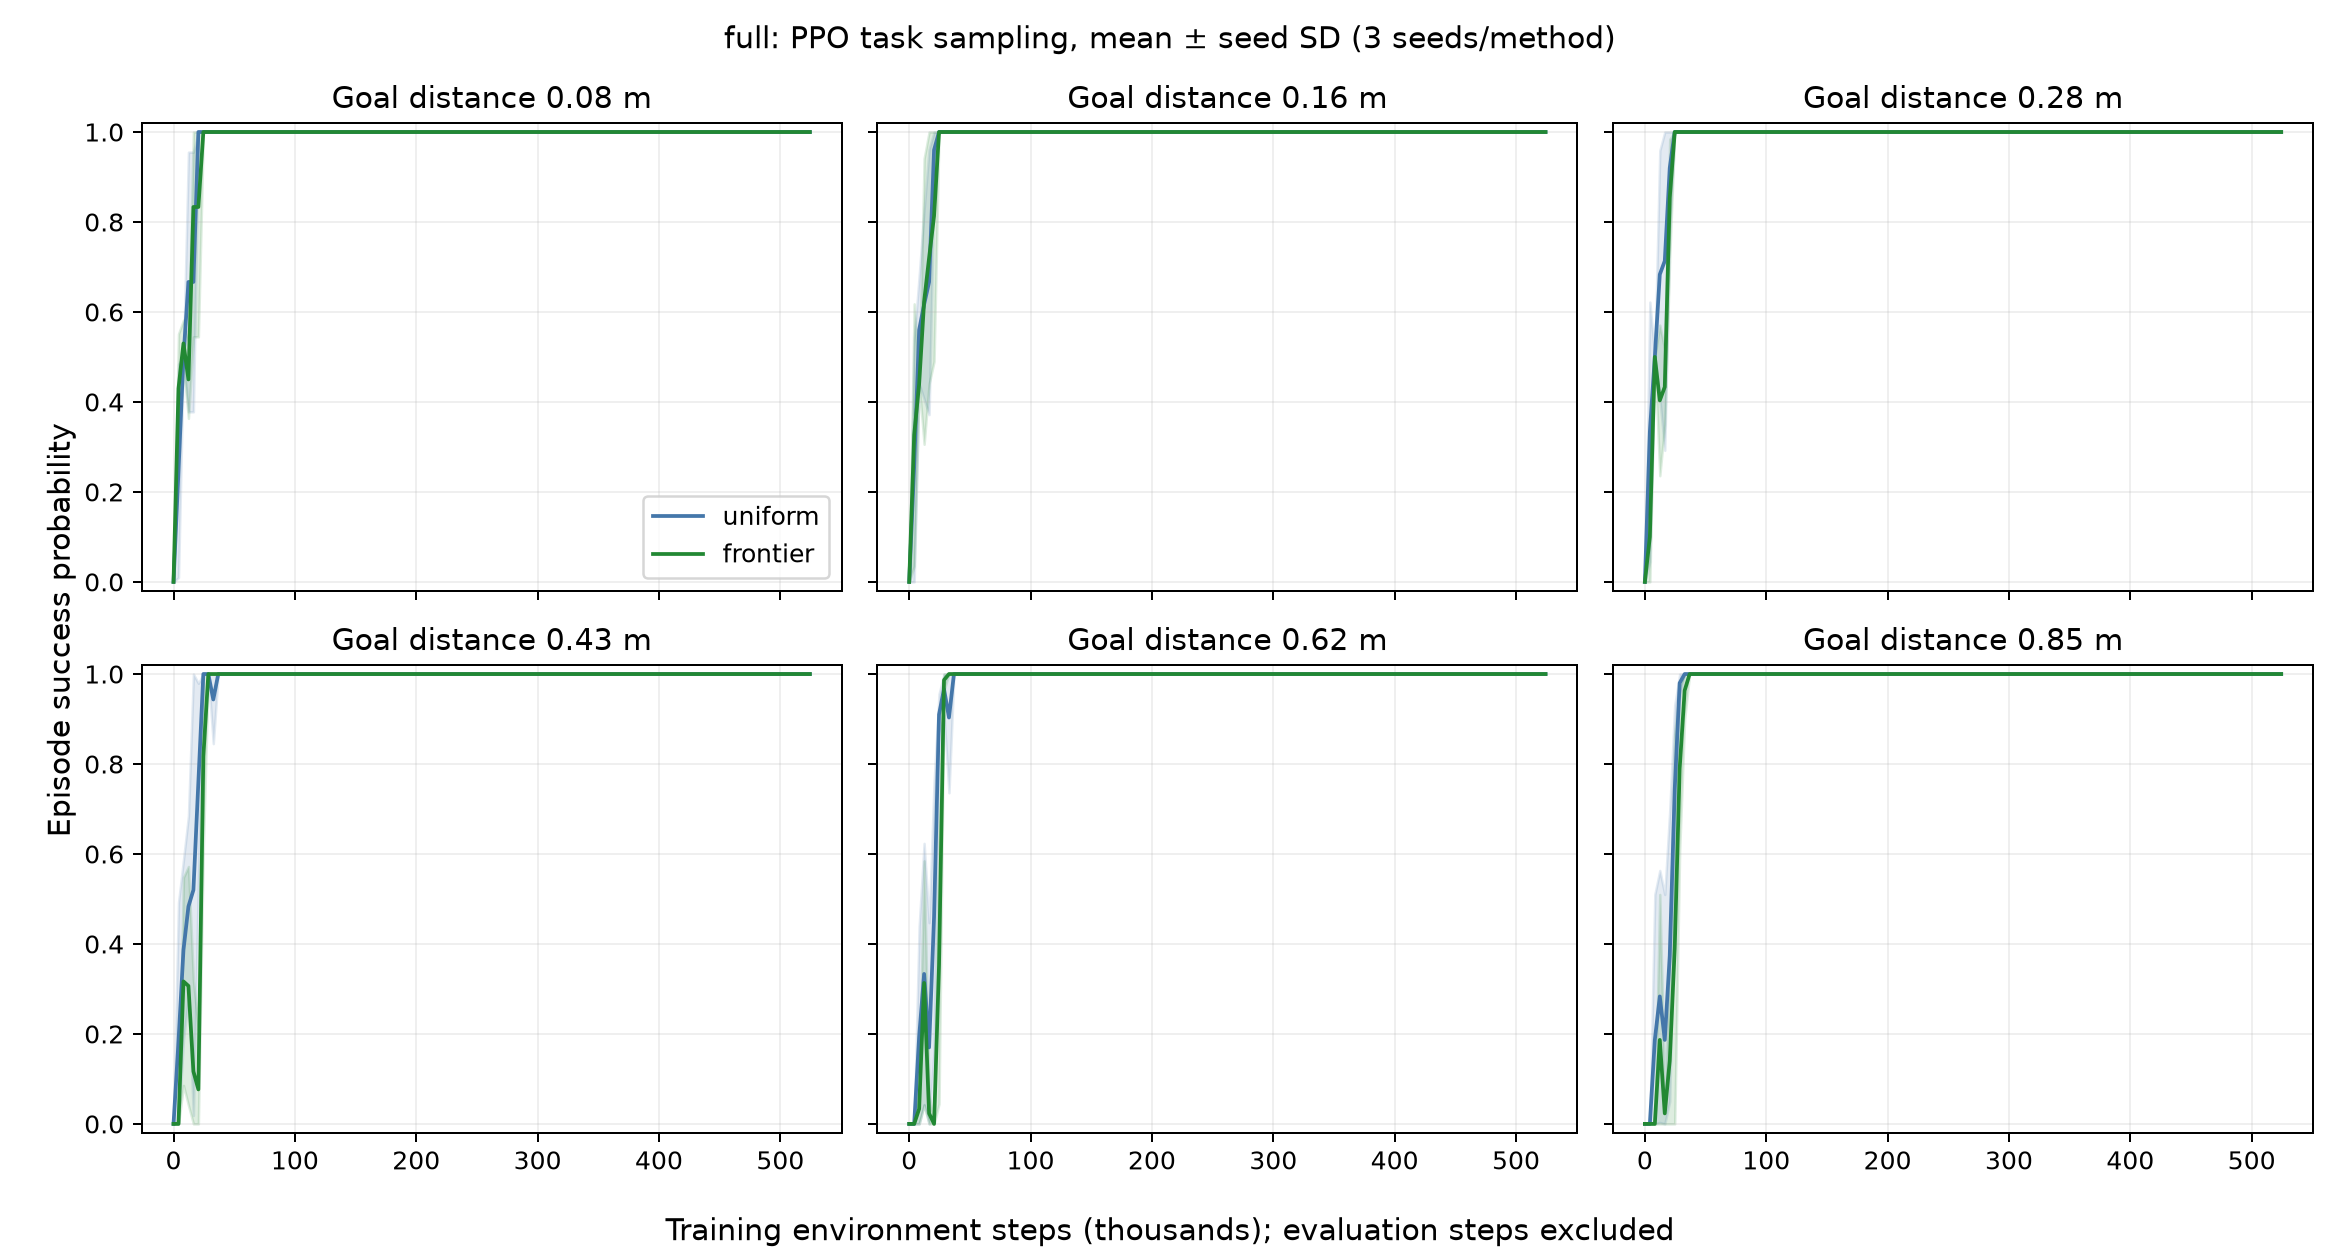 full: PPO task sampling, mean ± seed SD (3 seeds/method)
Goal distance 0.08 m
Goal distance 0.16 m
Goal distance 0.28 m
1.0
0.8
0.6
0.4
0.2
0.0
uniform
frontier
Episode success probability
Goal distance 0.43 m
Goal distance 0.62 m
Goal distance 0.85 m
1.0
0.8
0.6
0.4
0.2
0.0
0 100 200 300 400 500
0 100 200 300 400 500
0 100 200 300 400 500
Training environment steps (thousands); evaluation steps excluded